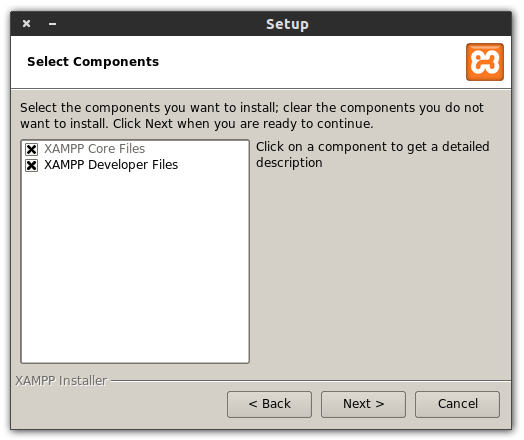 Setup
Select Components
Select the components you want to install; clear the components you do not
want to install. Click Next when you are ready to continue.
XAMPP Core Files
XAMPP Developer Files
Click on a component to get a detailed
description
XAMPP Installer
< Back
Next >
Cancel